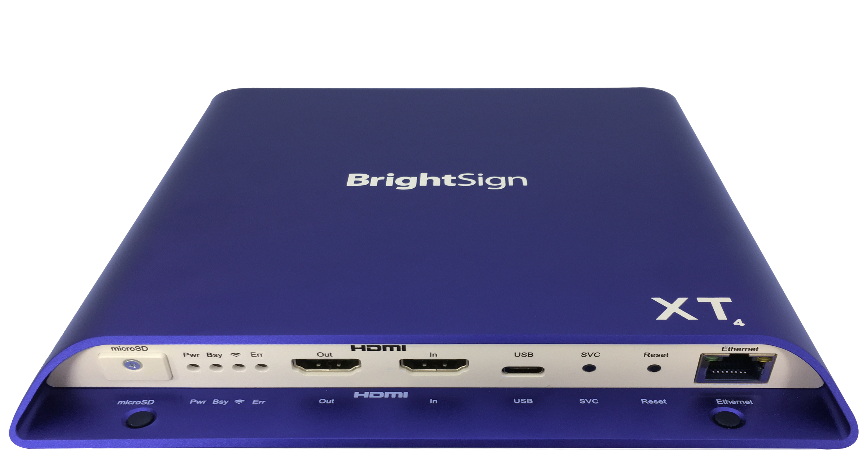 BrightSign
XT4
microSD
Pwr Bsy Err
Out HDMI In
USB SVC Reset Ethernet
microSD Pwr Bsy Err Out HDMI In USB SVC Reset Ethernet